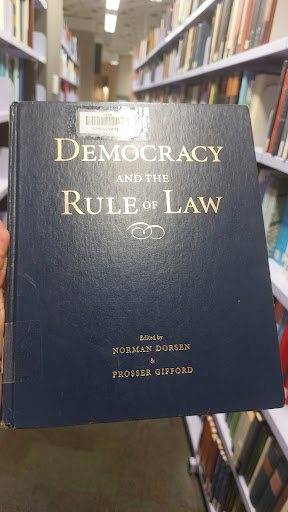 DEMOCRACY
AND THE
RULE OF LAW
Edited by
NORMAN DORSEN
&
PROSSER GIFFORD